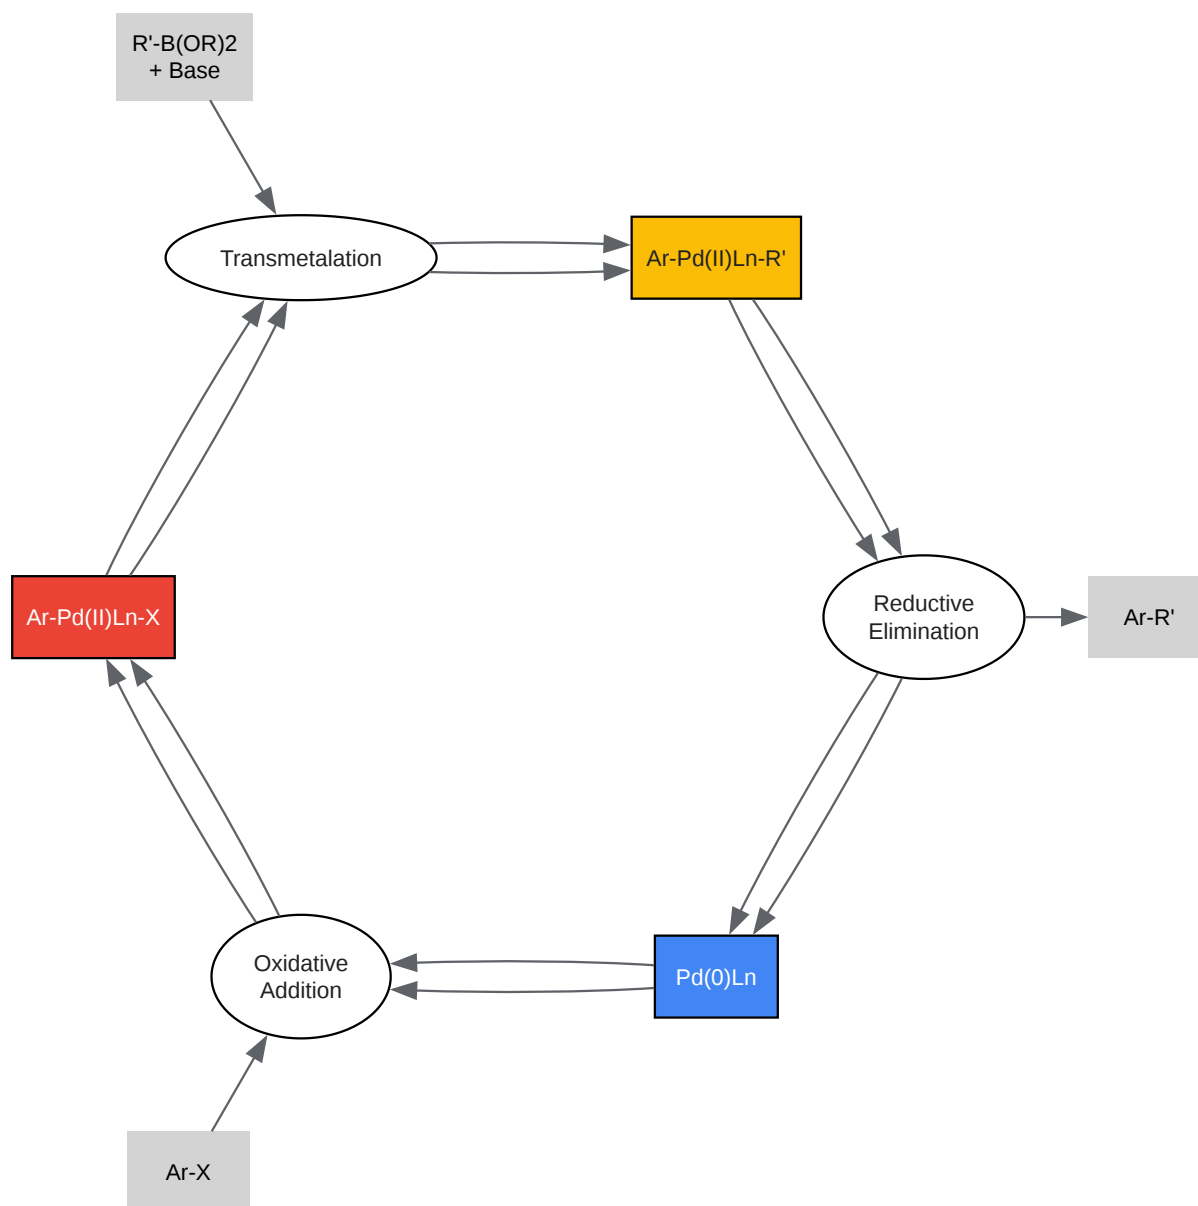 R'-B(OR)2
+ Base
Transmetalation
Ar-Pd(II)Ln-R'
Ar-Pd(II)Ln-X
Reductive
Elimination
Ar-R'
Oxidative
Addition
Pd(0)Ln
Ar-X